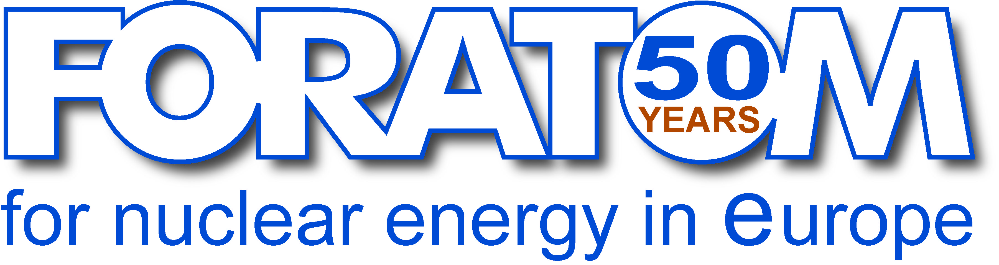 FORATOM
50
YEARS
for nuclear energy in europe